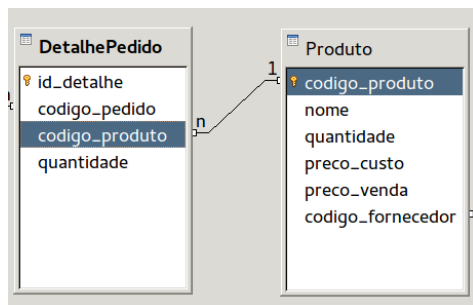 DetalhePedido
id_detalhe
codigo_pedido
codigo_produto
quantidade
n
1
Produto
codigo_produto
nome
quantidade
preco_custo
preco_venda
codigo_fornecedor